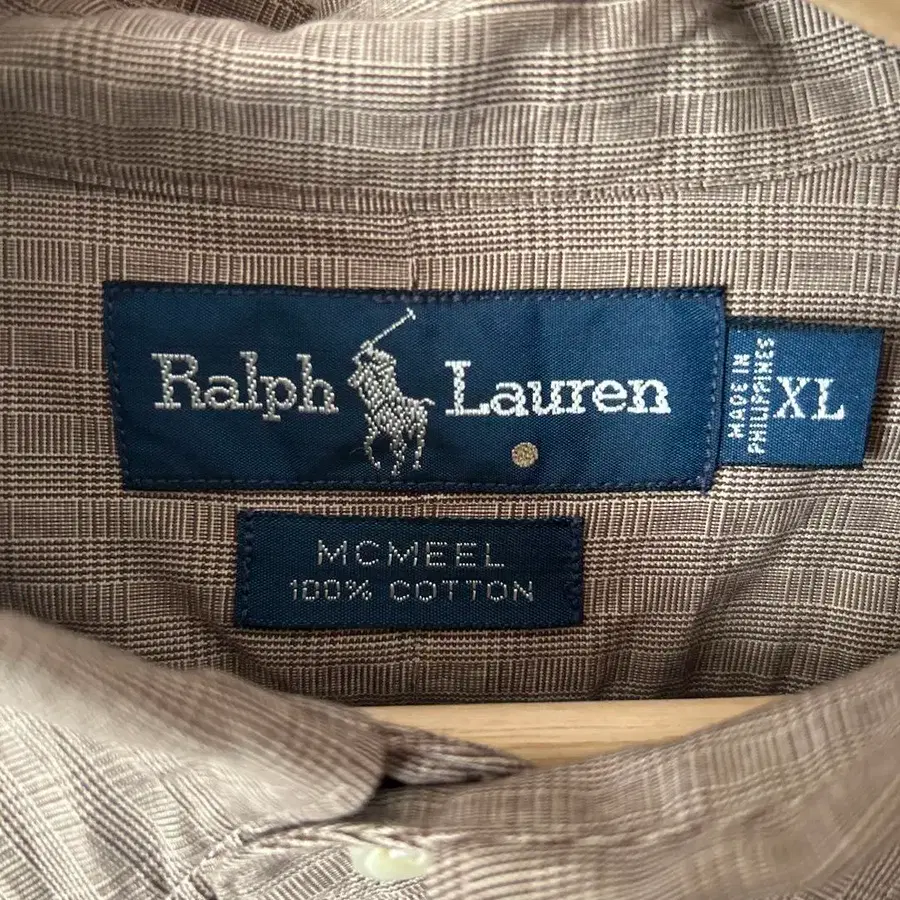 Ralph Lauren
MADE IN
PHILIPPINES
XL
MCMEEL
100% COTTON